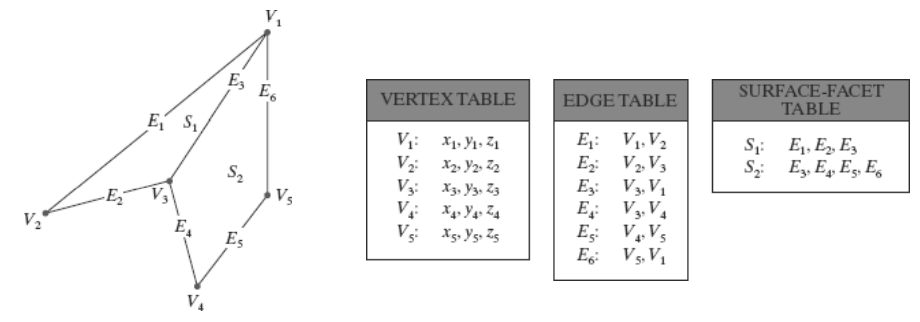 V1
E3
E6
E1
S1
S2
E2
V3
V5
V2
E4
E5
V4
VERTEX TABLE
V1: x1, y1, z1
V2: x2, y2, z2
V3: x3, y3, z3
V4: x4, y4, z4
V5: x5, y5, z5
EDGE TABLE
E1: V1, V2
E2: V2, V3
E3: V3, V1
E4: V3, V4
E5: V4, V5
E6: V5, V1
SURFACE-FACET
TABLE
S1: E1, E2, E3
S2: E3, E4, E5, E6